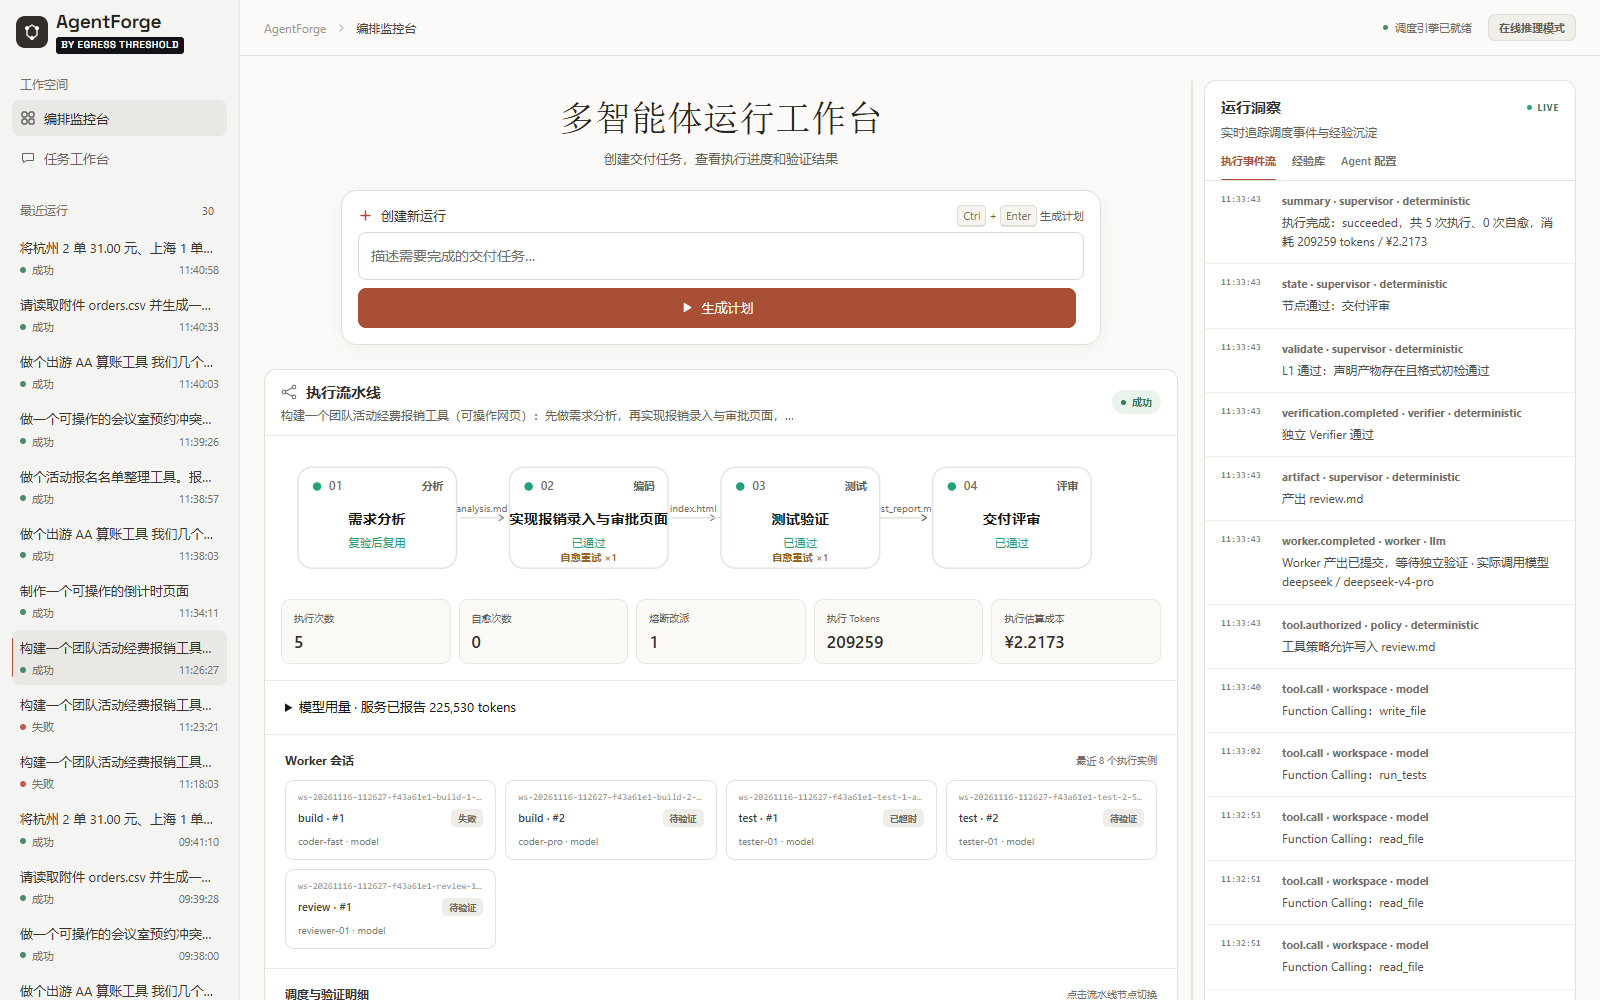 AgentForge
BY EGRESS THRESHOLD
工作空间
编排监控台
任务工作台
最近运行 30
将杭州 2 单 31.00 元、上海 1 单...
成功 11:40:58
请读取附件 orders.csv 并生成一...
成功 11:40:33
做个出游 AA 算账工具 我们几个...
成功 11:40:03
做一个可操作的会议室预约冲突...
成功 11:39:26
做个活动报名名单整理工具。报...
成功 11:38:57
做个出游 AA 算账工具 我们几个...
成功 11:38:03
制作一个可操作的倒计时页面
成功 11:34:11
构建一个团队活动经费报销工具...
成功 11:26:27
构建一个团队活动经费报销工具...
失败 11:23:21
构建一个团队活动经费报销工具...
失败 11:18:03
将杭州 2 单 31.00 元、上海 1 单...
成功 09:41:10
请读取附件 orders.csv 并生成一...
成功 09:39:28
做一个可操作的会议室预约冲突...
成功 09:38:00
做个出游 AA 算账工具 我们几个...
AgentForge > 编排监控台
调度引擎已就绪
在线推理模式
多智能体运行工作台
创建交付任务，查看执行进度和验证结果
创建新运行
Ctrl + Enter 生成计划
描述需要完成的交付任务...
生成计划
执行流水线
构建一个团队活动经费报销工具（可操作网页）：先做需求分析，再实现报销录入与审批页面，...
成功
01 分析
需求分析
复验后复用
analysis.md
02 编码
实现报销录入与审批页面
已通过
自愈重试 ×1
index.html
03 测试
测试验证
已通过
自愈重试 ×1
st_report.m
04 评审
交付评审
已通过
执行次数
5
自愈次数
0
熔断改派
1
执行 Tokens
209259
执行估算成本
¥2.2173
模型用量 · 服务已报告 225,530 tokens
Worker 会话
最近 8 个执行实例
ws-20261116-112627-f43a61e1-build-1-...
build · #1 失败
coder-fast · model
ws-20261116-112627-f43a61e1-build-2-...
build · #2 待验证
coder-pro · model
ws-20261116-112627-f43a61e1-test-1-a...
test · #1 已超时
tester-01 · model
ws-20261116-112627-f43a61e1-test-2-5...
test · #2 待验证
tester-01 · model
ws-20261116-112627-f43a61e1-review-1...
review · #1 待验证
reviewer-01 · model
调度与验证明细
点击流水线节点切换
运行洞察
LIVE
实时追踪调度事件与经验沉淀
执行事件流 经验库 Agent 配置
11:33:43 summary · supervisor · deterministic
执行完成：succeeded，共 5 次执行、0 次自愈，消
耗 209259 tokens / ¥2.2173
11:33:43 state · supervisor · deterministic
节点通过：交付评审
11:33:43 validate · supervisor · deterministic
L1 通过：声明产物存在且格式初检通过
11:33:43 verification.completed · verifier · deterministic
独立 Verifier 通过
11:33:43 artifact · supervisor · deterministic
产出 review.md
11:33:43 worker.completed · worker · llm
Worker 产出已提交，等待独立验证 · 实际调用模型
deepseek / deepseek-v4-pro
11:33:43 tool.authorized · policy · deterministic
工具策略允许写入 review.md
11:33:40 tool.call · workspace · model
Function Calling：write_file
11:33:02 tool.call · workspace · model
Function Calling：run_tests
11:32:53 tool.call · workspace · model
Function Calling：read_file
11:32:51 tool.call · workspace · model
Function Calling：read_file
11:32:51 tool.call · workspace · model
Function Calling：read_file